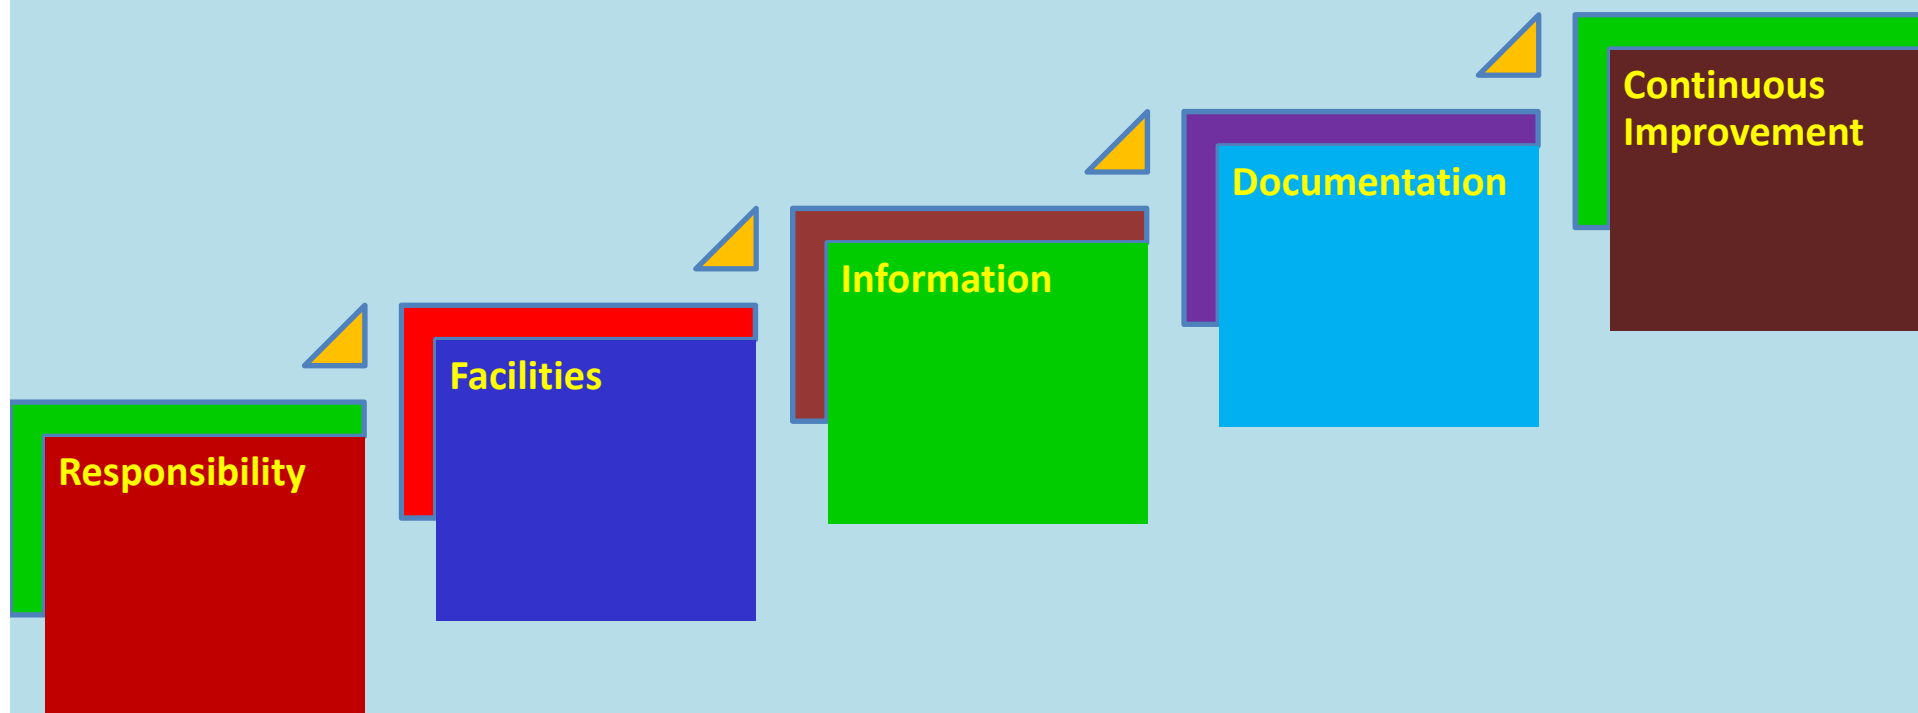 Responsibility
Facilities
Information
Documentation
Continuous
Improvement